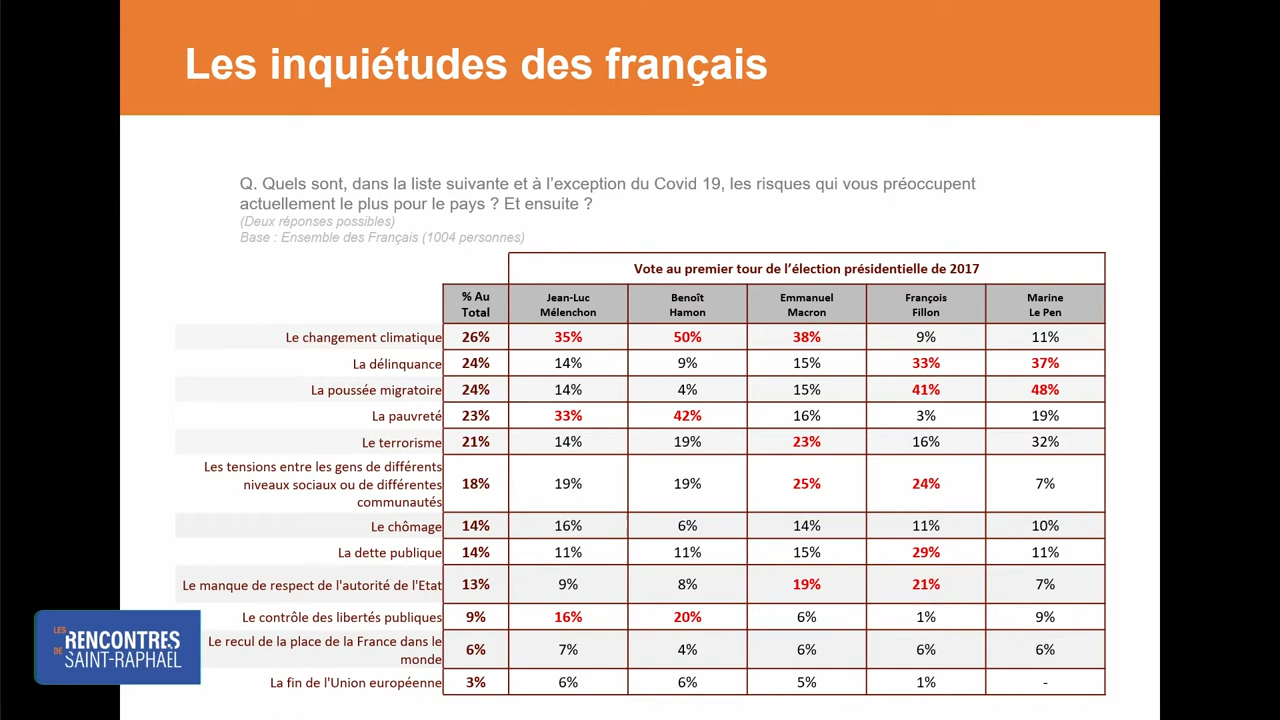 Les inquiétudes des français
Q. Quels sont, dans la liste suivante et à l'exception du Covid 19, les risques qui vous préoccupent
actuellement le plus pour le pays ? Et ensuite ?
(Deux réponses possibles)
Base : Ensemble des Français (1004 personnes)
Vote au premier tour de l'élection présidentielle de 2017
% Au Total Jean-Luc Mélenchon Benoît Hamon Emmanuel Macron François Fillon Marine Le Pen
Le changement climatique 26% 35% 50% 38% 9% 11%
La délinquance 24% 14% 9% 15% 33% 37%
La poussée migratoire 24% 14% 4% 15% 41% 48%
La pauvreté 23% 33% 42% 16% 3% 19%
Le terrorisme 21% 14% 19% 23% 16% 32%
Les tensions entre les gens de différents
niveaux sociaux ou de différentes 18% 19% 19% 25% 24% 7%
communautés
Le chômage 14% 16% 6% 14% 11% 10%
La dette publique 14% 11% 11% 15% 29% 11%
Le manque de respect de l'autorité de l'Etat 13% 9% 8% 19% 21% 7%
Le contrôle des libertés publiques 9% 16% 20% 6% 1% 9%
Le recul de la place de la France dans le
monde 6% 7% 4% 6% 6% 6%
La fin de l'Union européenne 3% 6% 6% 5% 1% -
LES RENCONTRES
DE SAINT-RAPHAËL